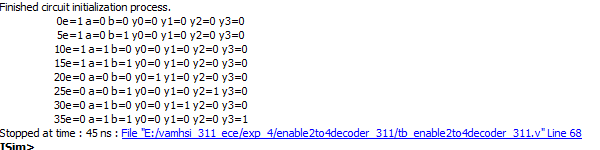 Finished circuit initialization process.
0e=1 a=0 b=0 y0=0 y1=0 y2=0 y3=0
5e=1 a=0 b=1 y0=0 y1=0 y2=0 y3=0
10e=1 a=1 b=0 y0=0 y1=0 y2=0 y3=0
15e=1 a=1 b=1 y0=0 y1=0 y2=0 y3=0
20e=0 a=0 b=0 y0=1 y1=0 y2=0 y3=0
25e=0 a=0 b=1 y0=0 y1=0 y2=1 y3=0
30e=0 a=1 b=0 y0=0 y1=1 y2=0 y3=0
35e=0 a=1 b=1 y0=0 y1=0 y2=0 y3=1
Stopped at time : 45 ns : File "E:/vamhsi_311_ece/exp_4/enable2to4decoder_311/tb_enable2to4decoder_311.v" Line 68
ISim>